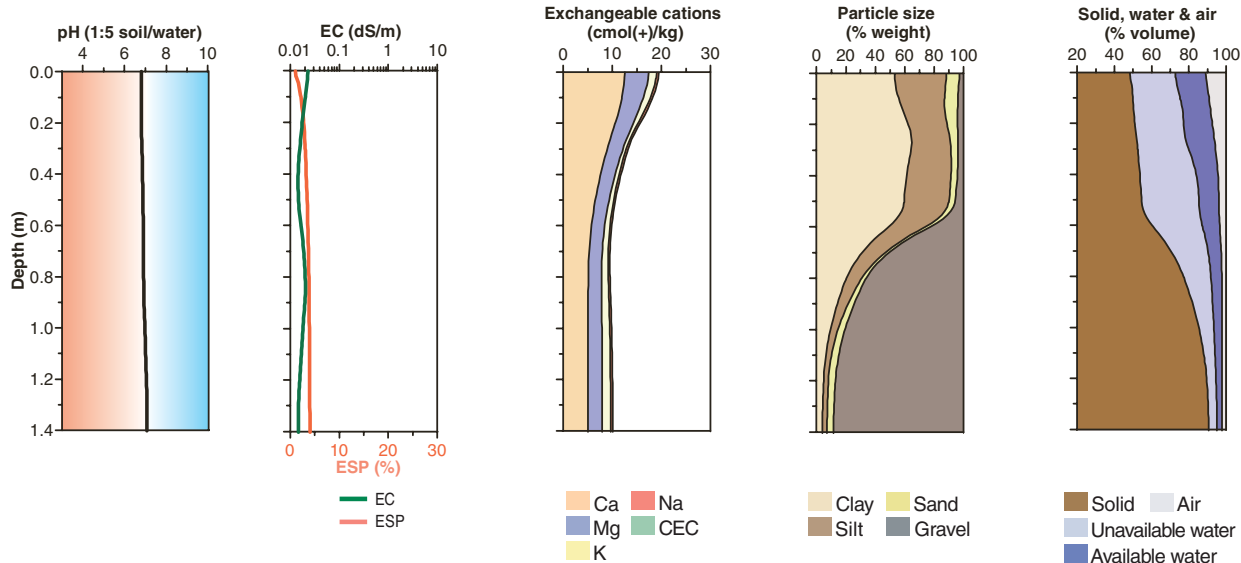 pH (1:5 soil/water)
4 6 8 10
EC (dS/m)
0.01 0.1 1 10
Exchangeable cations
(cmol(+)/kg)
0 10 20 30
Particle size
(% weight)
0 20 40 60 80 100
Solid, water & air
(% volume)
20 40 60 80 100
Depth (m)
0.0
0.2
0.4
0.6
0.8
1.0
1.2
1.4
0 10 20 30
ESP (%)
EC
ESP
Ca
Na
Mg
CEC
K
Clay
Sand
Silt
Gravel
Solid
Air
Unavailable water
Available water